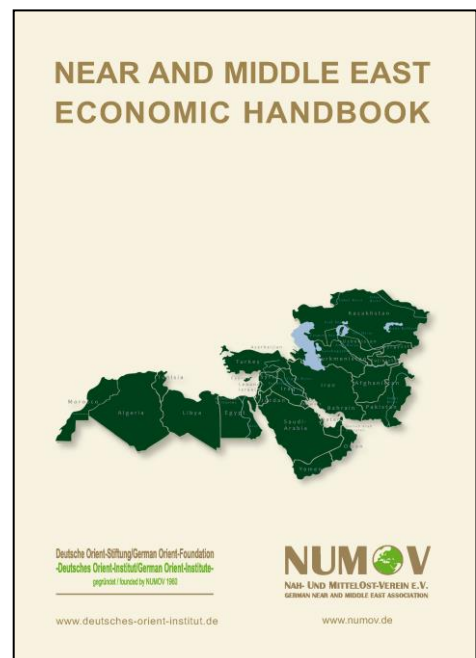 NEAR AND MIDDLE EAST
ECONOMIC HANDBOOK
Kazakhstan
Turkey
Afghanistan
Iran
Morocco
Algeria
Libya
Egypt
Bahrain
Pakistan
Saudi-
Arabia
Oman
Yemen
Deutsche Orient-Stiftung/German Orient-Foundation
-Deutsches Orient-Institut/German Orient-Institute-
gegründet / founded by NUMOV 1960
www.deutsches-orient-institut.de
NUMOV
NAH- UND MITTELOST-VEREIN E.V.
GERMAN NEAR AND MIDDLE EAST ASSOCIATION
www.numov.de